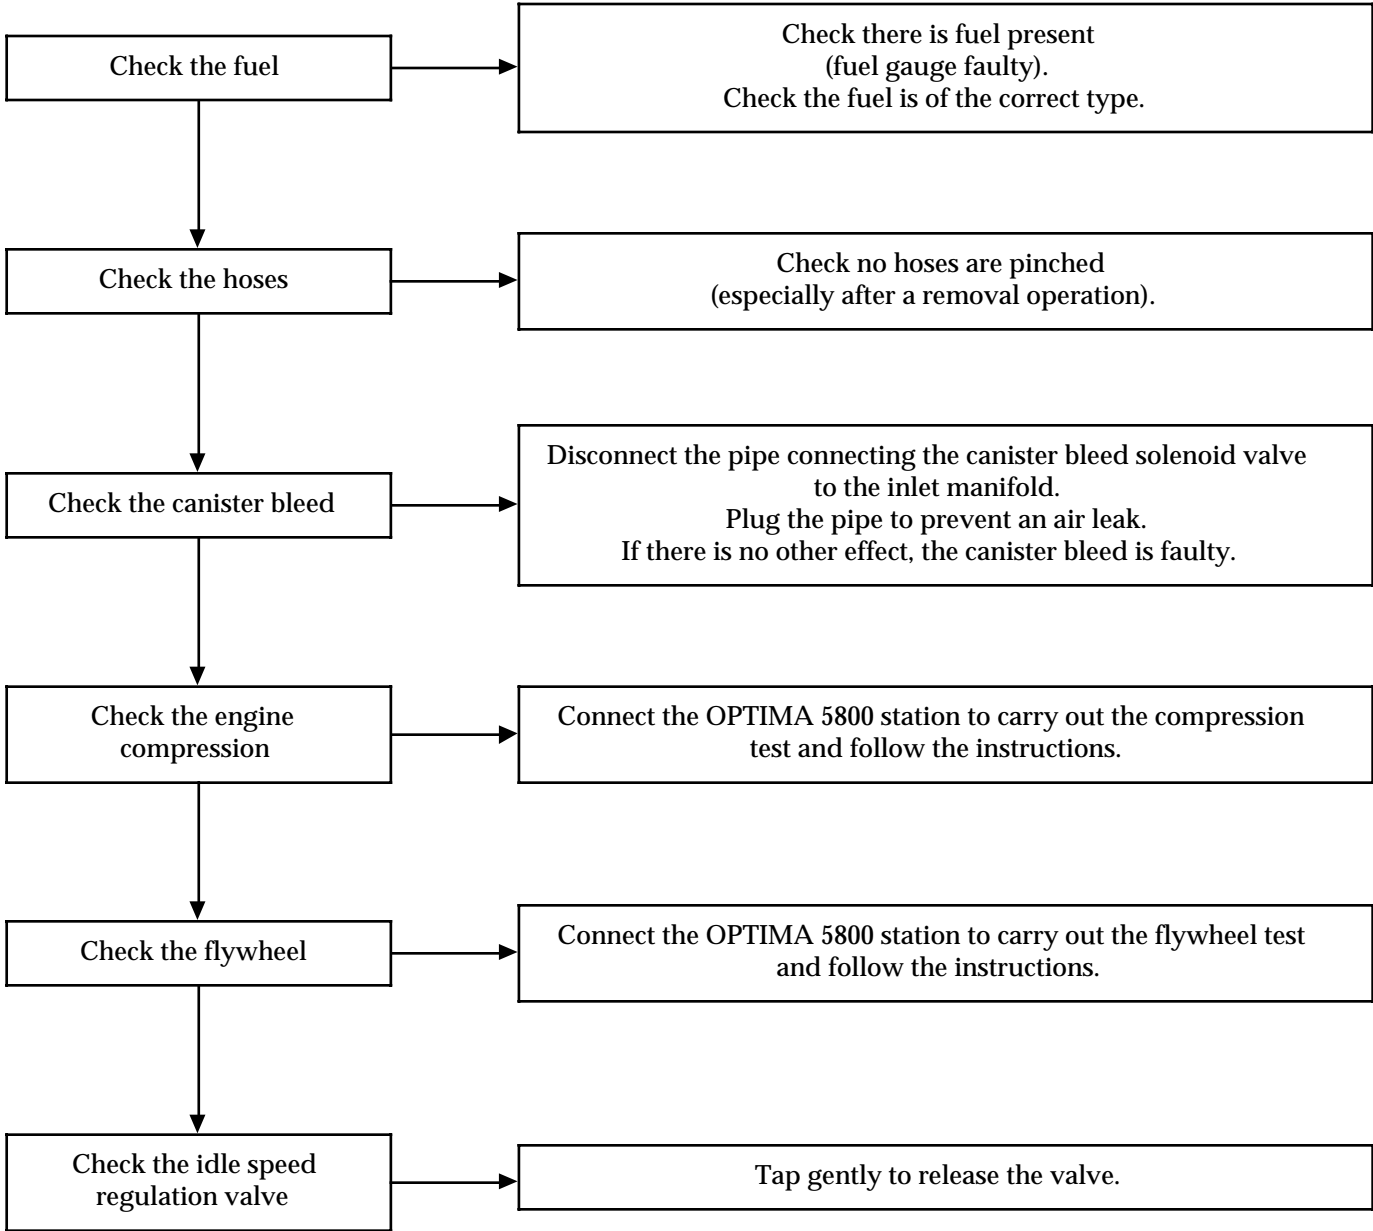 Check the fuel
Check there is fuel present
(fuel gauge faulty).
Check the fuel is of the correct type.
Check the hoses
Check no hoses are pinched
(especially after a removal operation).
Check the canister bleed
Disconnect the pipe connecting the canister bleed solenoid valve
to the inlet manifold.
Plug the pipe to prevent an air leak.
If there is no other effect, the canister bleed is faulty.
Check the engine
compression
Connect the OPTIMA 5800 station to carry out the compression
test and follow the instructions.
Check the flywheel
Connect the OPTIMA 5800 station to carry out the flywheel test
and follow the instructions.
Check the idle speed
regulation valve
Tap gently to release the valve.